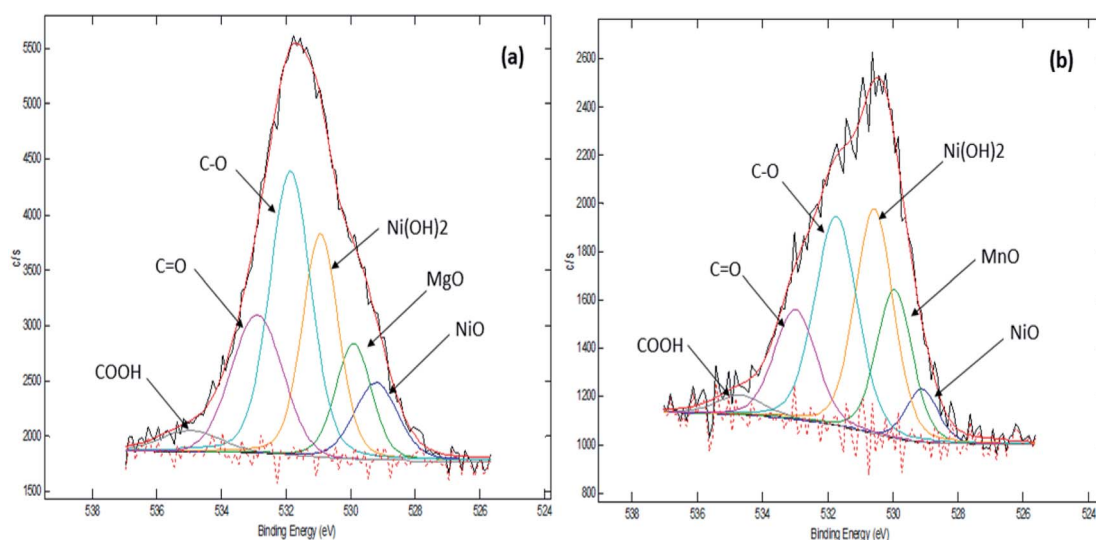 (a)
5500
5000
4500
4000
3500
3000
2500
2000
1500
c/s
C-O
C=O
COOH
Ni(OH)2
MgO
NiO
538
536
534
532
530
528
526
524
Binding Energy (eV)
(b)
2600
2400
2200
2000
1800
1600
1400
1200
1000
800
c/s
C-O
C=O
COOH
Ni(OH)2
MnO
NiO
538
536
534
532
530
528
526
524
Binding Energy (eV)